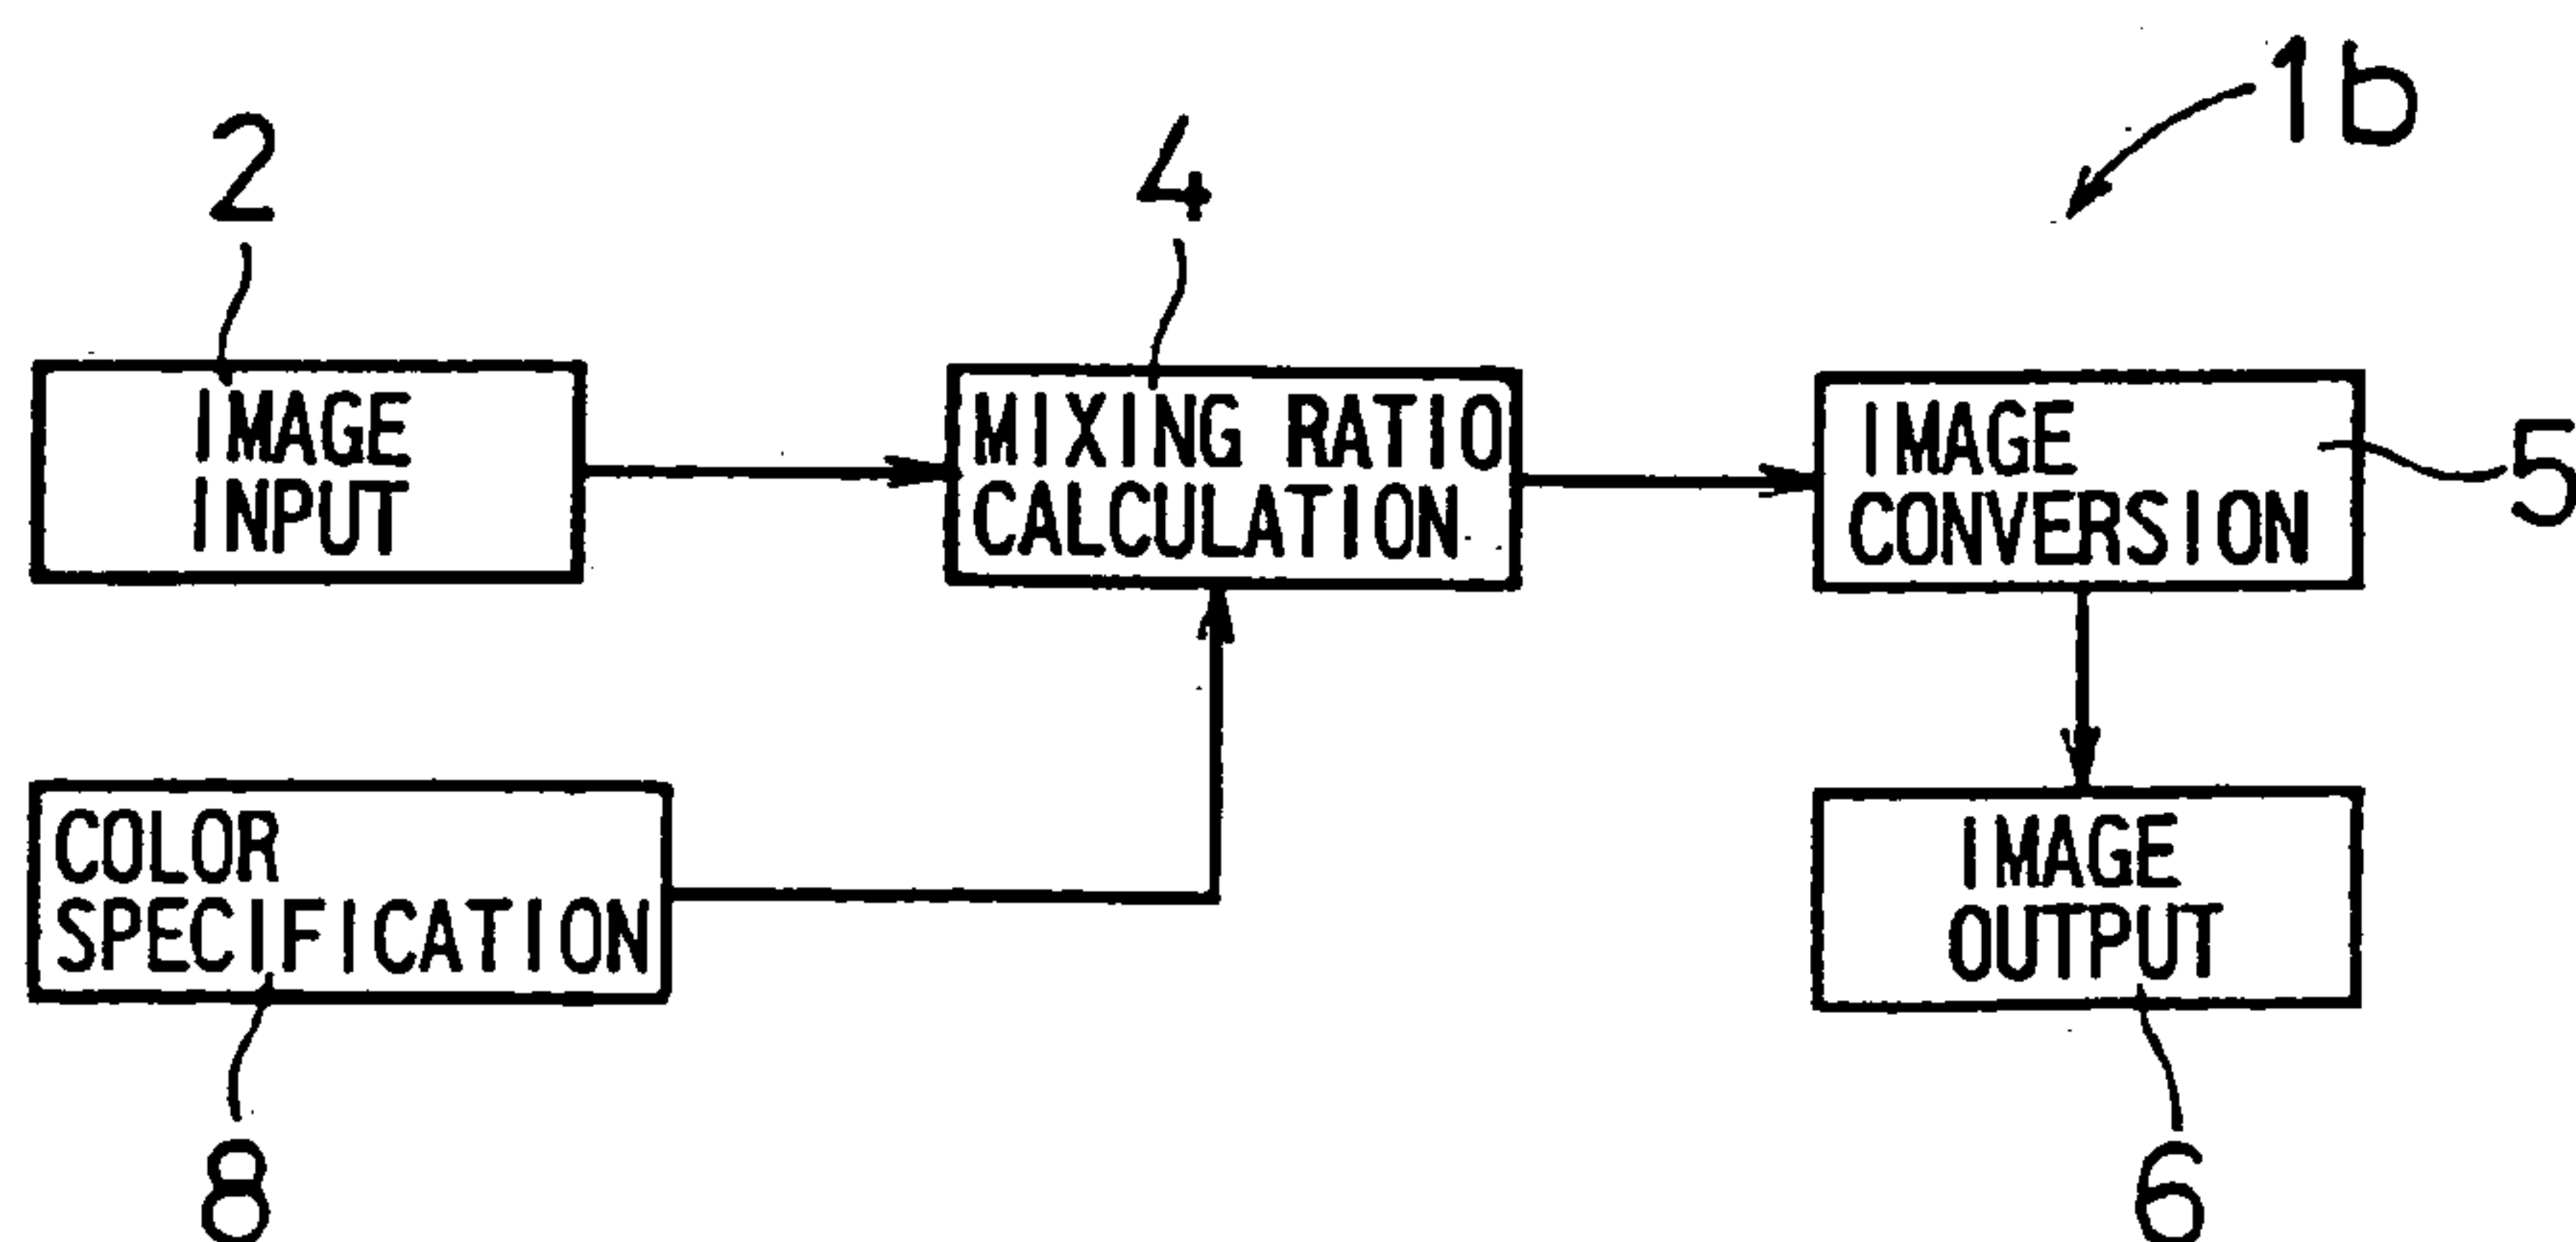 1b
2
4
IMAGE
INPUT
MIXING RATIO
CALCULATION
IMAGE
CONVERSION
5
COLOR
SPECIFICATION
IMAGE
OUTPUT
8
6